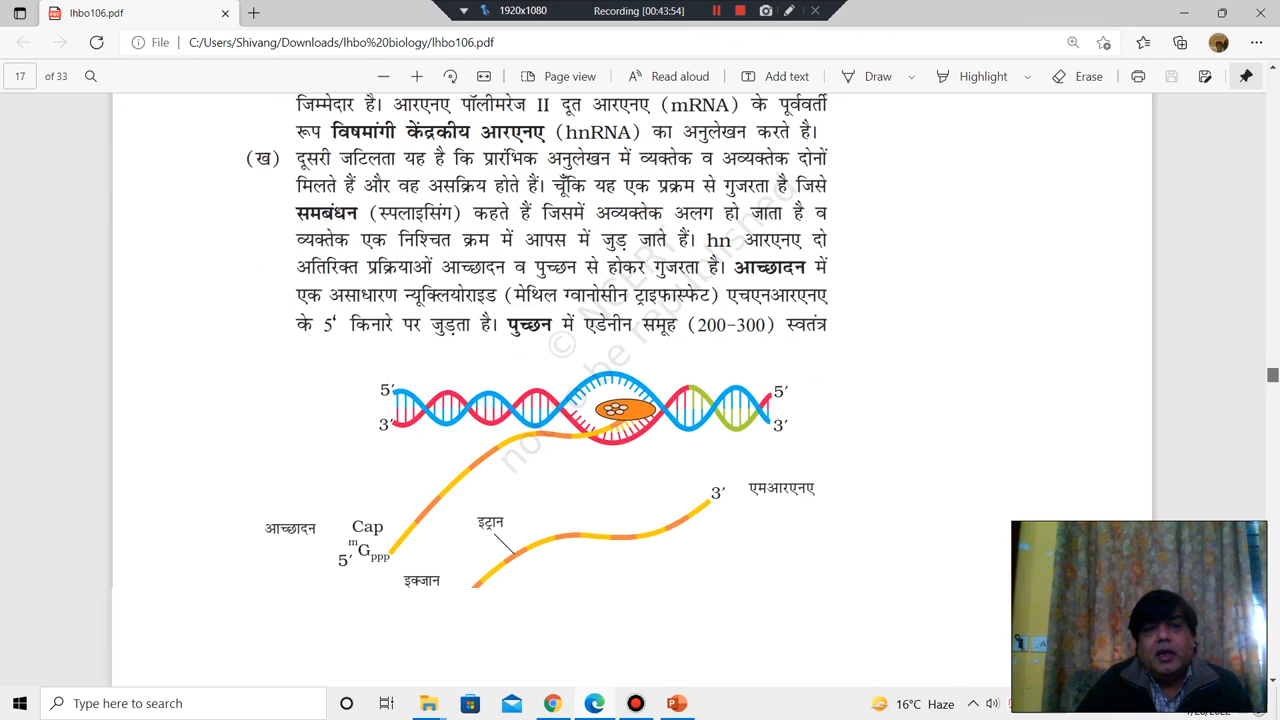 lhbo106.pdf
1920x1080
Recording [00:43:54]
File
C:/Users/Shivang/Downloads/lhbo%20biology/lhbo106.pdf
17 of 33
Page view
Read aloud
Add text
Draw
Highlight
Erase
जिम्मेदार है। आरएनए पॉलीमरेज II दूत आरएनए (mRNA) के पूर्ववर्ती
रूप विषमांगी केंद्रकीय आरएनए (hnRNA) का अनुलेखन करते है।
(ख) दूसरी जटिलता यह है कि प्रारंभिक अनुलेखन में व्यक्तेक व अव्यक्तेक दोनों
मिलते हैं और वह असक्रिय होते हैं। चूँकि यह एक प्रक्रम से गुजरता है जिसे
समबंधन (स्पलाइसिंग) कहते हैं जिसमें अव्यक्तेक अलग हो जाता है व
व्यक्तेक एक निश्चित क्रम में आपस में जुड़ जाते हैं। hn आरएनए दो
अतिरिक्त प्रक्रियाओं आच्छादन व पुच्छन से होकर गुजरता है। आच्छादन में
एक असाधारण न्यूक्लियोराइड (मेथिल ग्वानोसीन ट्राइफास्फेट) एचएनआरएनए
के 5‘ किनारे पर जुड़ता है। पुच्छन में एडेनीन समूह (200-300) स्वतंत्र
© NCERT
not to be republished
5′
5′
3′
3′
3′
एमआरएनए
इट्रान
आच्छादन
Cap
mGppp
5′
इक्जान
Type here to search
16°C Haze